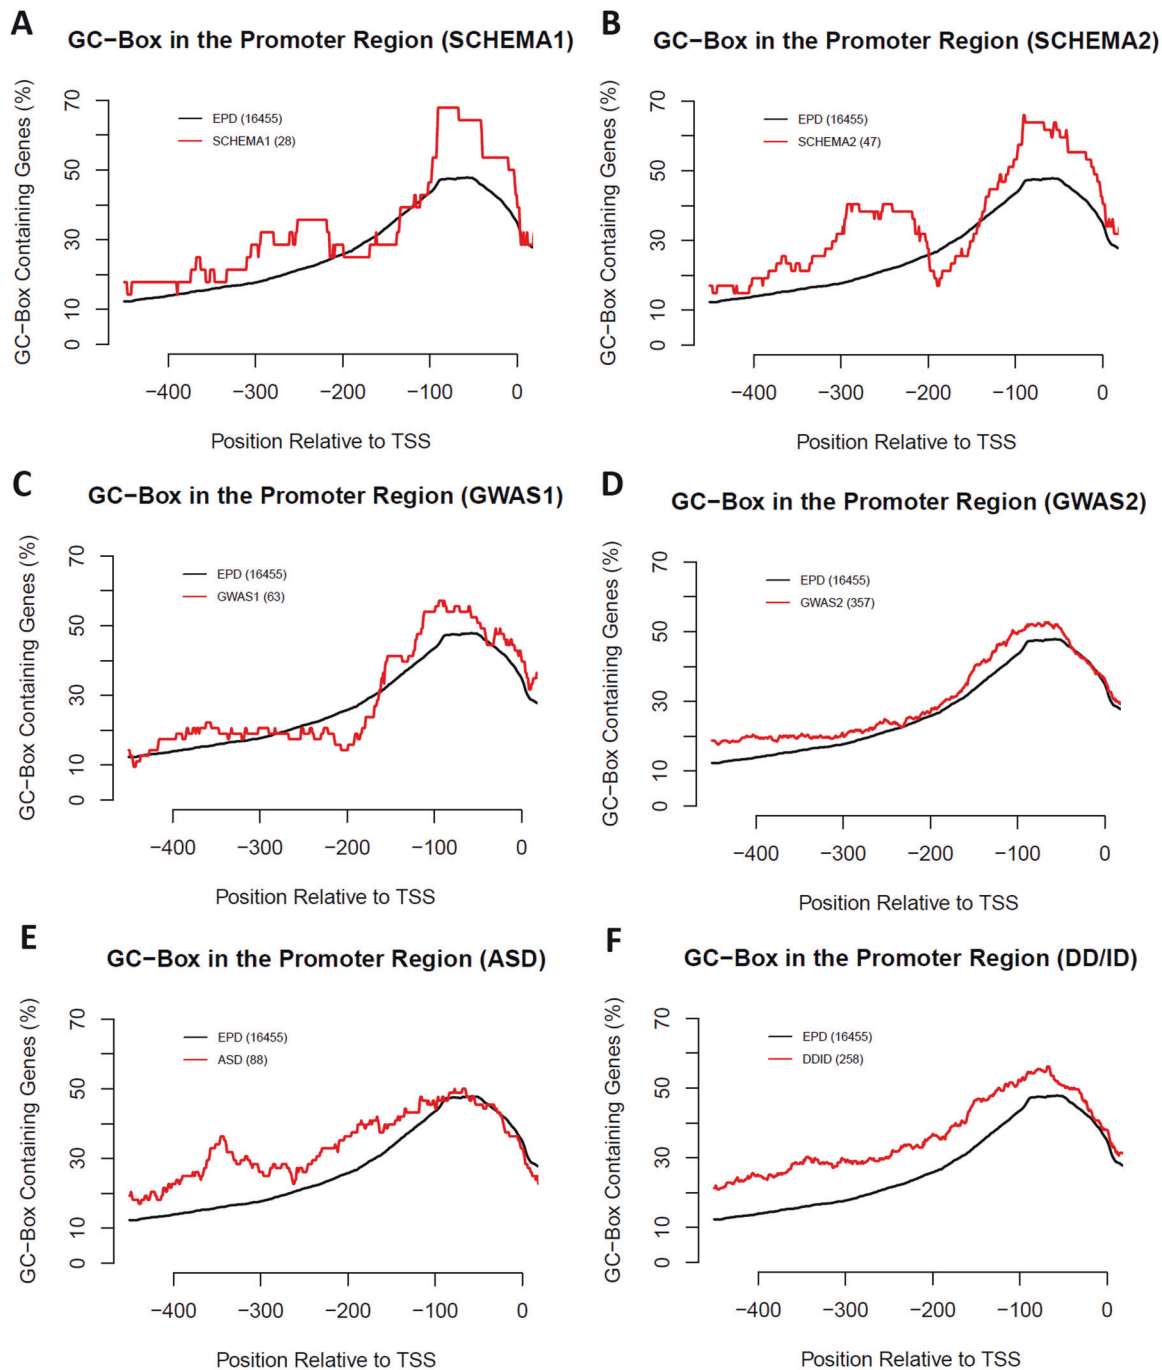 A
GC−Box in the Promoter Region (SCHEMA1)
GC−Box Containing Genes (%)
70
50
30
10
0
EPD (16455)
SCHEMA1 (28)
−400
−300
−200
−100
0
Position Relative to TSS
B
GC−Box in the Promoter Region (SCHEMA2)
GC−Box Containing Genes (%)
70
50
30
10
0
EPD (16455)
SCHEMA2 (47)
−400
−300
−200
−100
0
Position Relative to TSS
C
GC−Box in the Promoter Region (GWAS1)
GC−Box Containing Genes (%)
70
50
30
10
0
EPD (16455)
GWAS1 (63)
−400
−300
−200
−100
0
Position Relative to TSS
D
GC−Box in the Promoter Region (GWAS2)
GC−Box Containing Genes (%)
70
50
30
10
0
EPD (16455)
GWAS2 (357)
−400
−300
−200
−100
0
Position Relative to TSS
E
GC−Box in the Promoter Region (ASD)
GC−Box Containing Genes (%)
70
50
30
10
0
EPD (16455)
ASD (88)
−400
−300
−200
−100
0
Position Relative to TSS
F
GC−Box in the Promoter Region (DD/ID)
GC−Box Containing Genes (%)
70
50
30
10
0
EPD (16455)
DDID (258)
−400
−300
−200
−100
0
Position Relative to TSS